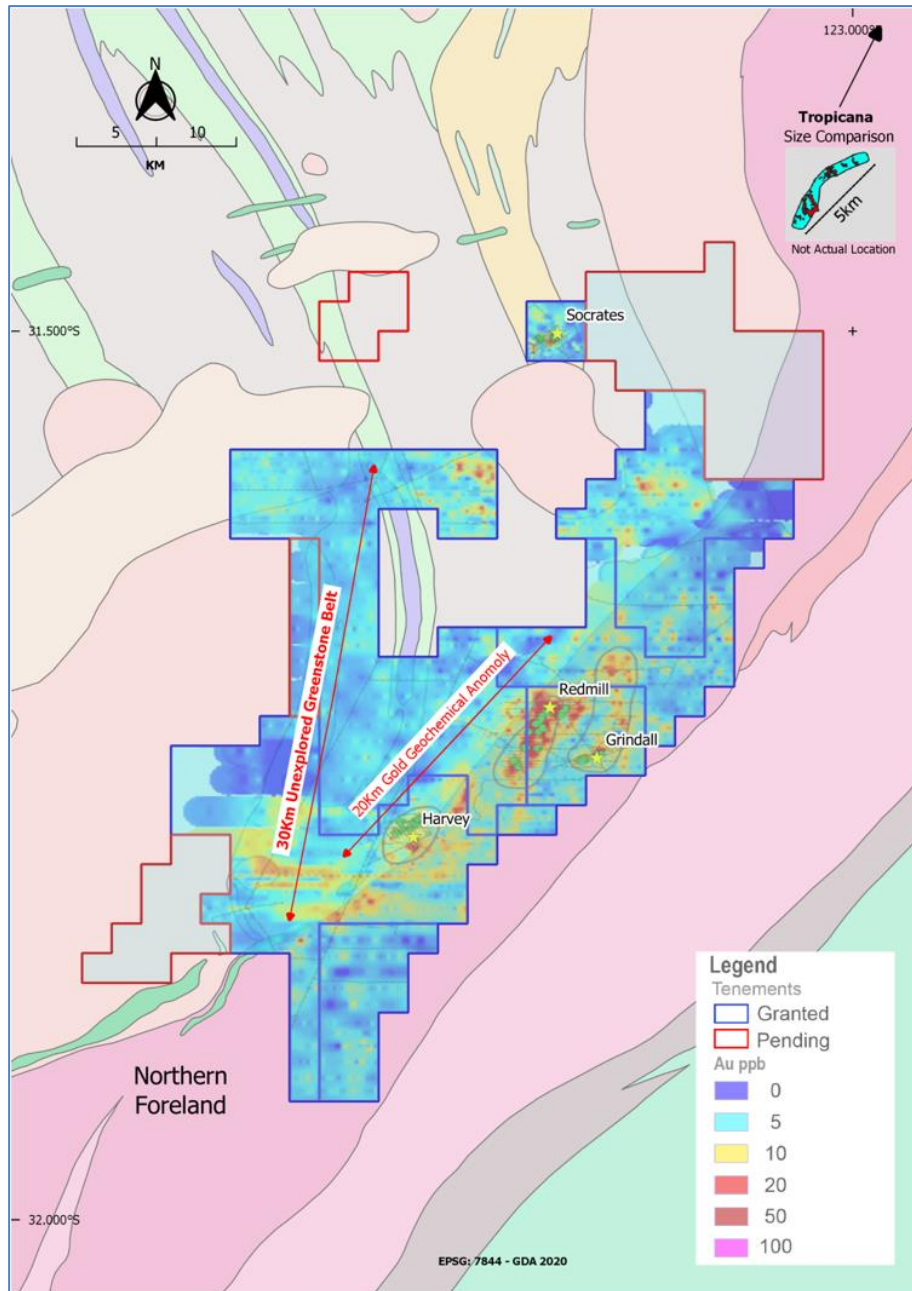 123.000°S
N
5 10
KM
Tropicana
Size Comparison
5km
Not Actual Location
31.500°S
Socrates
30Km Unexplored Greenstone Belt
20Km Gold Geochemical Anomoly
Redmill
Grindall
Harvey
Northern
Foreland
Legend
Tenements
Granted
Pending
Au ppb
0
5
10
20
50
100
32.000°S
EPSG: 7844 - GDA 2020